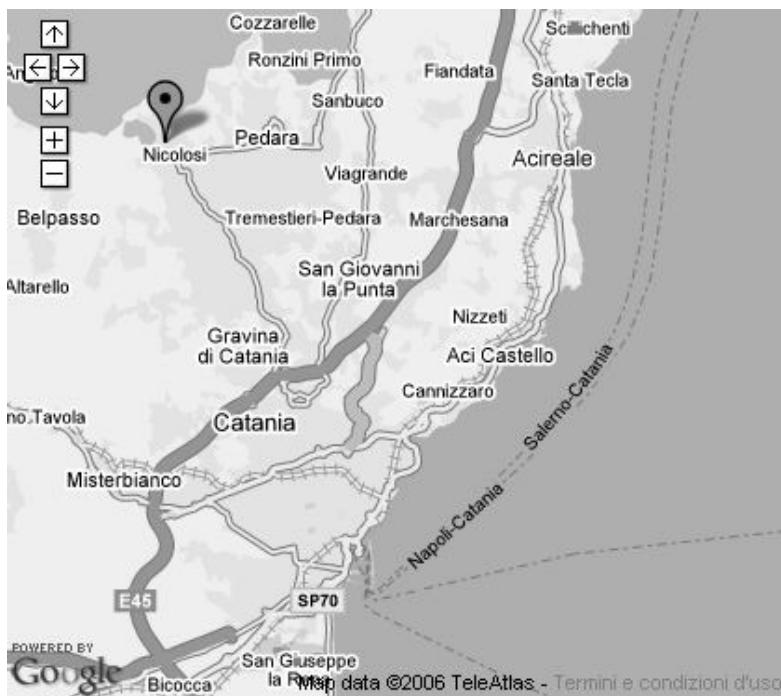 Cozzarelle
Scillichenti
Ronzini Primo
Fiandata
Santa Tecla
Sanbuco
Pedara
Nicolosi
Acireale
Viagrande
Belpasso
Tremestieri-Pedara
Marchesana
San Giovanni
la Punta
Altarello
Nizzeti
Gravina
di Catania
Aci Castello
Cannizzaro
Salerno-Catania
no Tavola
Catania
Misterbianco
Napoli-Catania
E45
SP70
POWERED BY
Google
San Giuseppe
la
Bicocca
Map data ©2006 TeleAtlas - Termini e condizioni d'uso